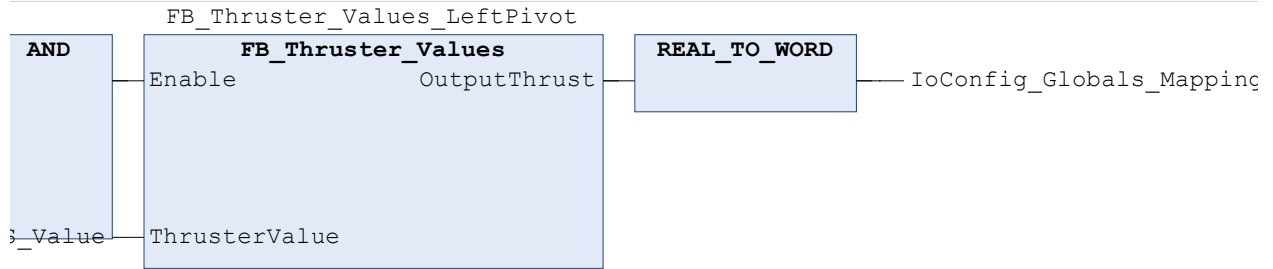 FB_Thruster_Values_LeftPivot
AND FB_Thruster_Values REAL_TO_WORD
Enable OutputThrust IoConfig_Globals_Mapping
_Value ThrusterValue